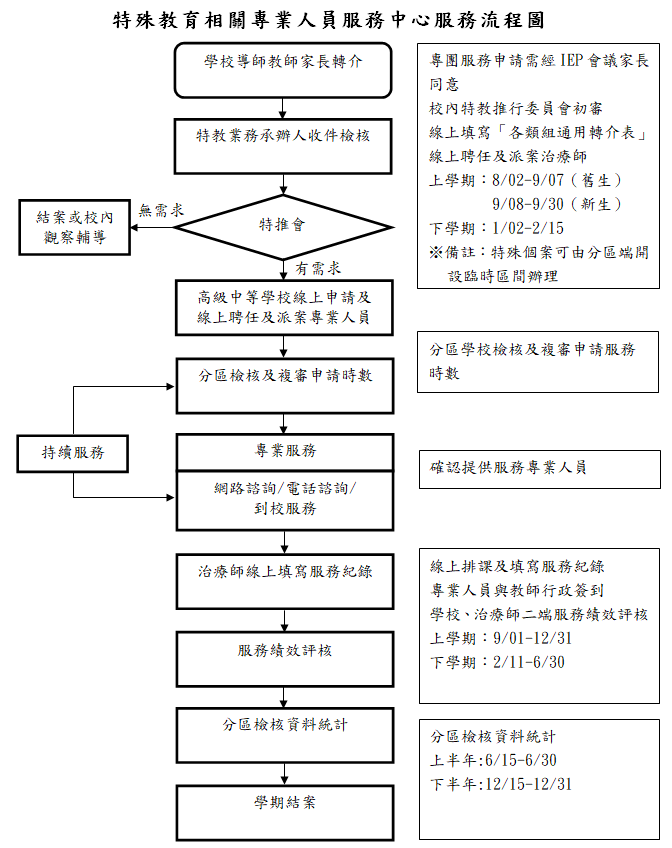 特殊教育相關專業人員服務中心服務流程圖
學校導師教師家長轉介
特教業務承辦人收件檢核
特推會
無需求
結案或校內
觀察輔導
有需求
高級中等學校線上申請及
線上聘任及派案專業人員
分區檢核及複審申請時數
持續服務
專業服務
網路諮詢/電話諮詢/
到校服務
治療師線上填寫服務紀錄
服務績效評核
分區檢核資料統計
學期結案
專團服務申請需經 IEP 會議家長
同意
校內特教推行委員會初審
線上填寫「各類組通用轉介表」
線上聘任及派案治療師
上學期：8/02-9/07（舊生）
9/08-9/30（新生）
下學期：1/02-2/15
※備註：特殊個案可由分區端開
設臨時區間辦理
分區學校檢核及複審申請服務
時數
確認提供服務專業人員
線上排課及填寫服務紀錄
專業人員與教師行政簽到
學校、治療師二端服務績效評核
上學期：9/01-12/31
下學期：2/11-6/30
分區檢核資料統計
上半年:6/15-6/30
下半年:12/15-12/31